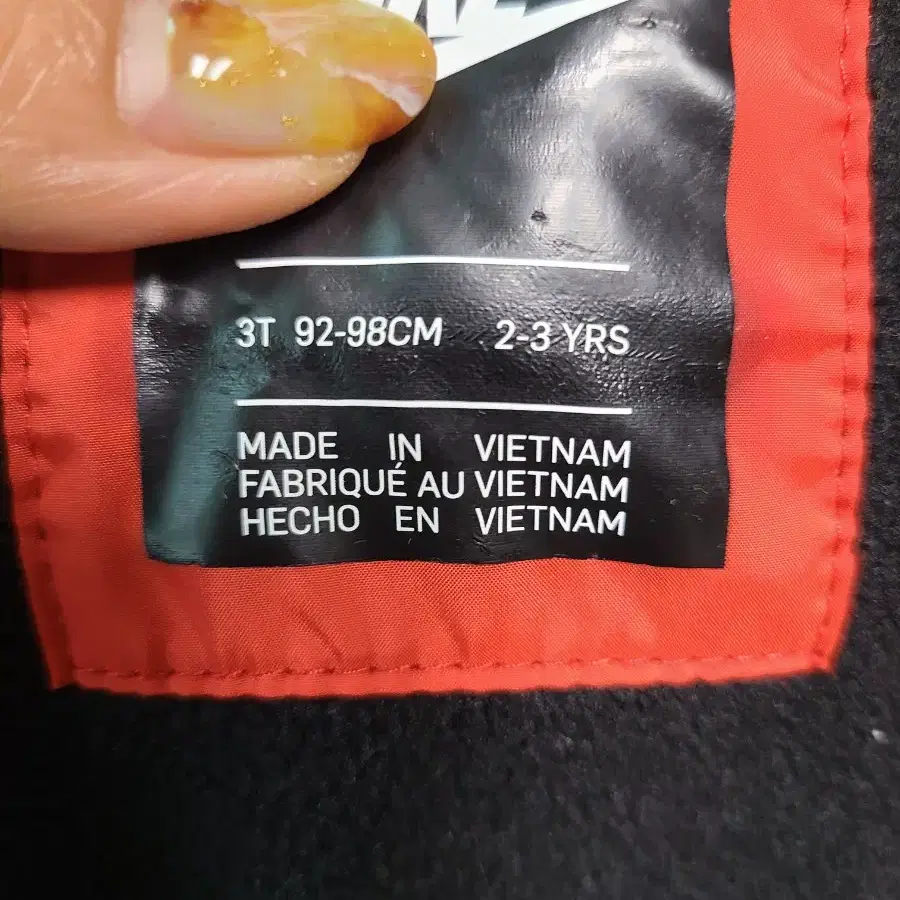 3T 92-98CM 2-3 YRS
MADE IN VIETNAM
FABRIQUÉ AU VIETNAM
HECHO EN VIETNAM